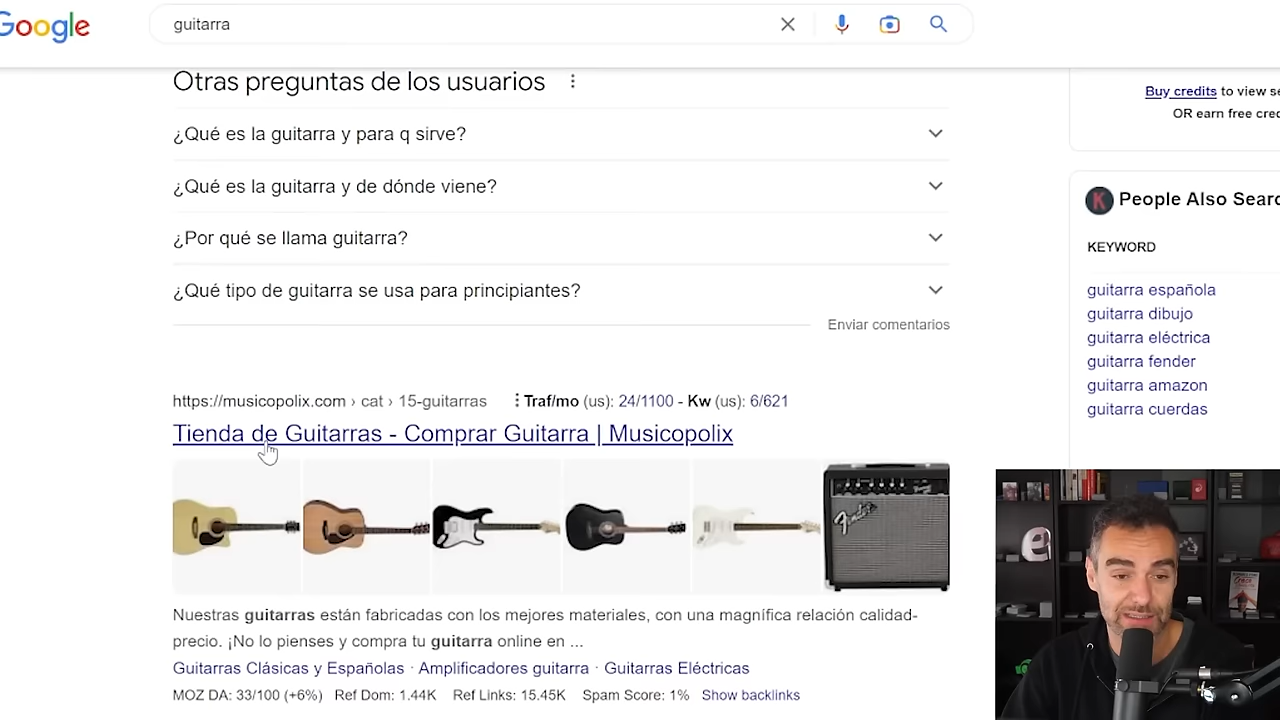 Google
guitarra
Otras preguntas de los usuarios
¿Qué es la guitarra y para q sirve?
¿Qué es la guitarra y de dónde viene?
¿Por qué se llama guitarra?
¿Qué tipo de guitarra se usa para principiantes?
Enviar comentarios
https://musicopolix.com › cat › 15-guitarras
Traf/mo (us): 24/1100 - Kw (us): 6/621
Tienda de Guitarras - Comprar Guitarra | Musicopolix
Fender
Nuestras guitarras están fabricadas con los mejores materiales, con una magnífica relación calidad-
precio. ¡No lo pienses y compra tu guitarra online en ...
Guitarras Clásicas y Españolas · Amplificadores guitarra · Guitarras Eléctricas
MOZ DA: 33/100 (+6%) Ref Dom: 1.44K Ref Links: 15.45K Spam Score: 1% Show backlinks
Buy credits to view se
OR earn free cred
K People Also Searc
KEYWORD
guitarra española
guitarra dibujo
guitarra eléctrica
guitarra fender
guitarra amazon
guitarra cuerdas